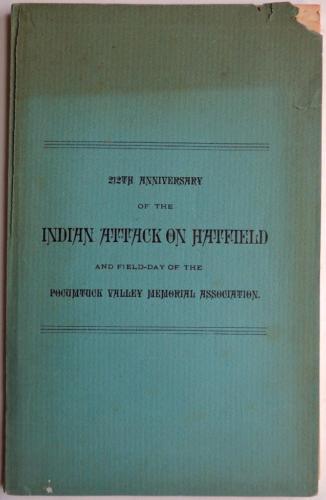 212TH ANNIVERSARY
OF THE
INDIAN ATTACK ON HATFIELD
AND FIELD-DAY OF THE
POCUMTUCK VALLEY MEMORIAL ASSOCIATION.